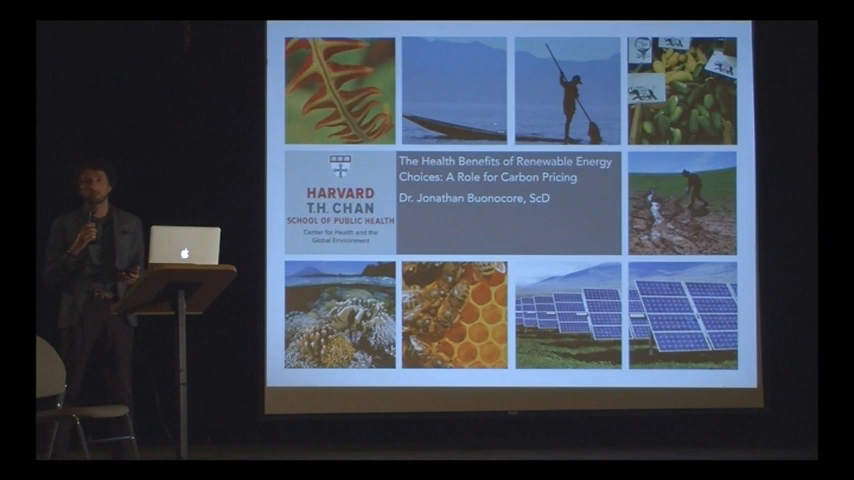 The Health Benefits of Renewable Energy
Choices: A Role for Carbon Pricing
Dr. Jonathan Buonocore, ScD
HARVARD
T.H. CHAN
SCHOOL OF PUBLIC HEALTH
Center for Health and the
Global Environment